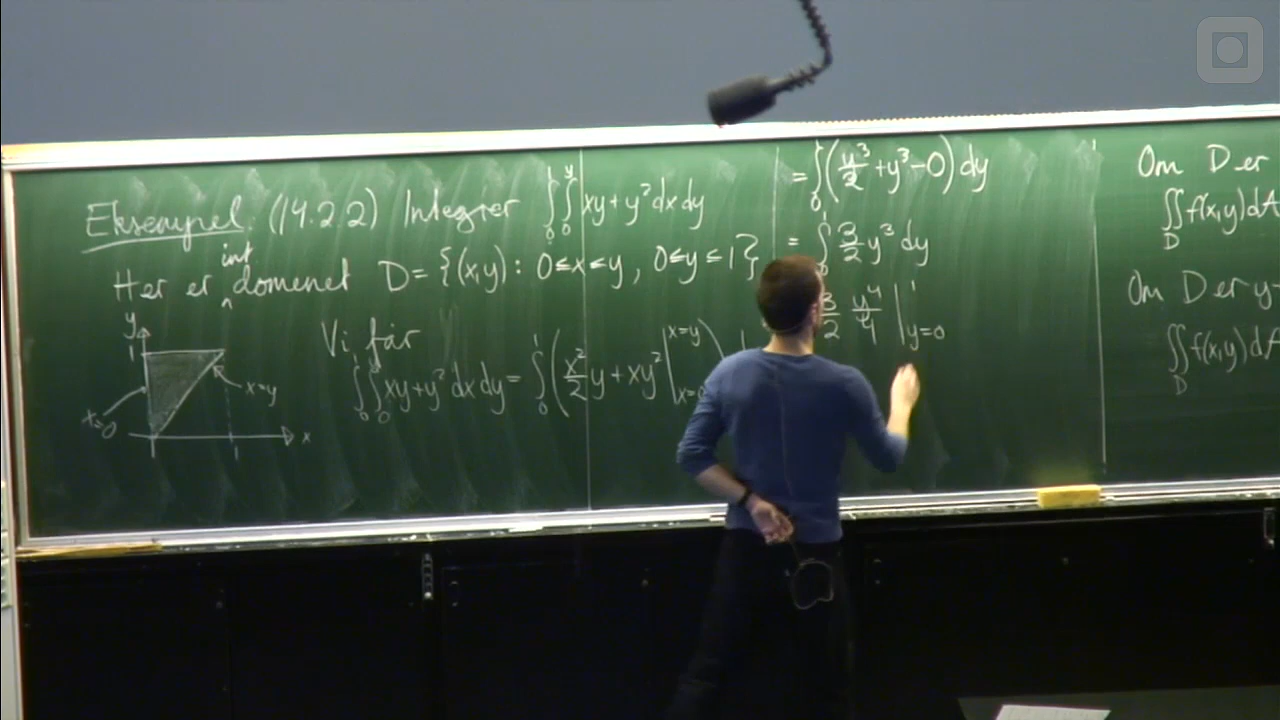 Eksempel (14.2.2) Integrer ∫₀¹∫₀ʸ xy+y² dx dy
Her er int domenet D = {(x,y) : 0≤x≤y, 0≤y≤1}
Vi får
∫₀¹∫₀ xy+y² dx dy = ∫₀¹ (x²/2 y + xy² |x=y x=0)
y
1
x=y
x=0
x
1
= ∫₀¹ (y³/2 + y³ - 0) dy
= ∫₀¹ 3/2 y³ dy
3/2 y⁴/4 |¹ y=0
Om D er
∬ f(x,y) dA
D
Om D er y-
∬ f(x,y) dA
D